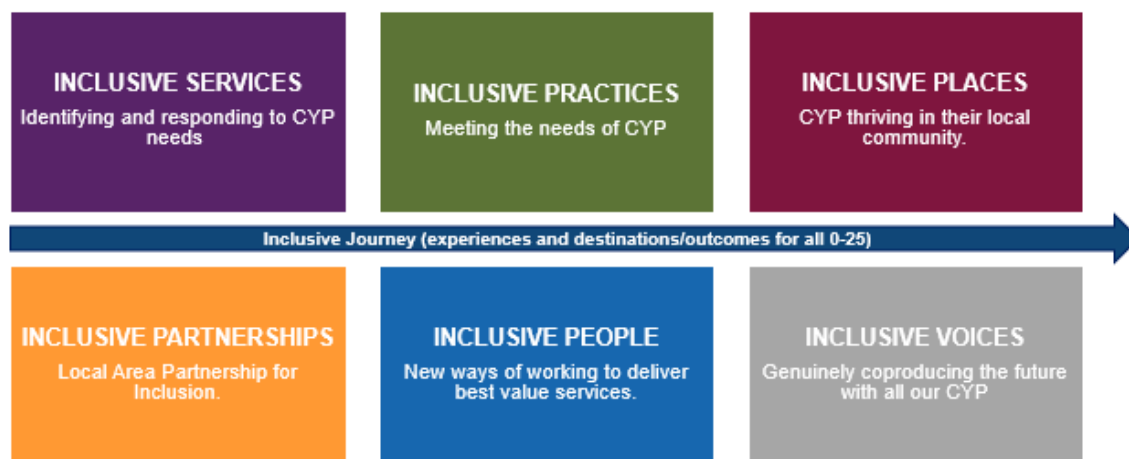 INCLUSIVE SERVICES
Identifying and responding to CYP
needs
INCLUSIVE PRACTICES
Meeting the needs of CYP
INCLUSIVE PLACES
CYP thriving in their local
community.
Inclusive Journey (experiences and destinations/outcomes for all 0-25)
INCLUSIVE PARTNERSHIPS
Local Area Partnership for
Inclusion.
INCLUSIVE PEOPLE
New ways of working to deliver
best value services.
INCLUSIVE VOICES
Genuinely coproducing the future
with all our CYP